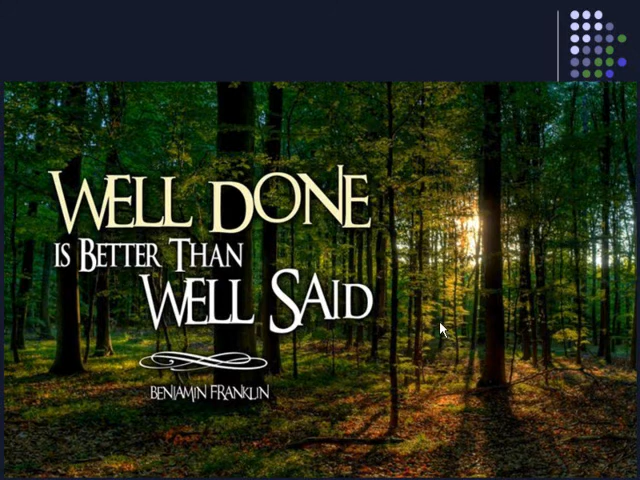 WELL DONE
IS BETTER THAN
WELL SAID
BENJAMIN FRANKLIN